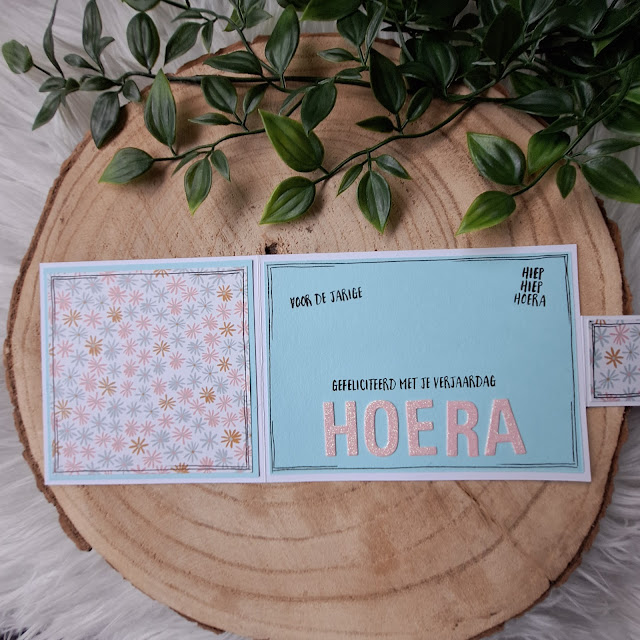 VOOR DE JARIGE
HIEP
HIEP
HOERA
GEFELICITEERD MET JE VERJAARDAG
HOERA